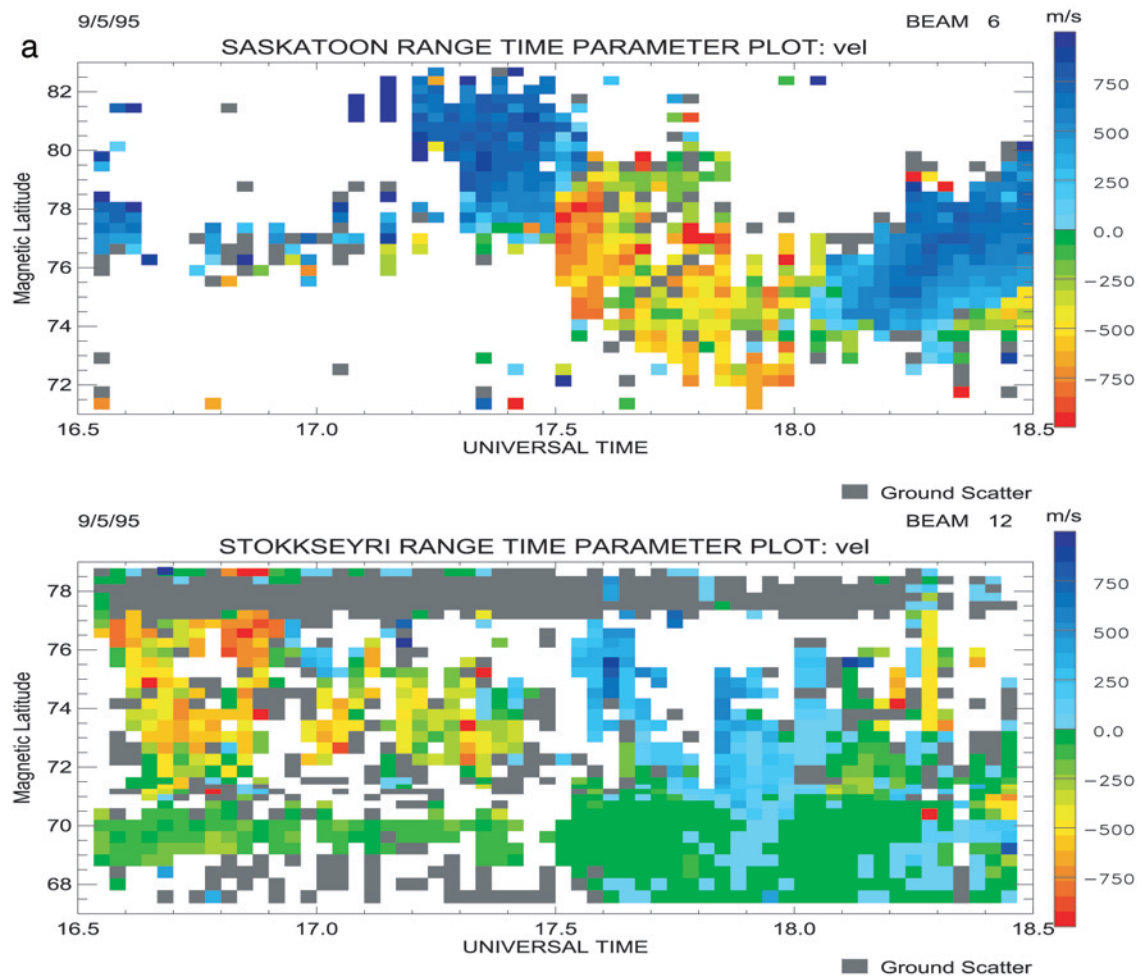 9/5/95 BEAM 6 m/s
a SASKATOON RANGE TIME PARAMETER PLOT: vel
82
80
78
76
74
72
Magnetic Latitude
750
500
250
0.0
−250
−500
−750
16.5 17.0 17.5 18.0 18.5
UNIVERSAL TIME
Ground Scatter
9/5/95 BEAM 12 m/s
STOKKSEYRI RANGE TIME PARAMETER PLOT: vel
78
76
74
72
70
68
Magnetic Latitude
750
500
250
0.0
−250
−500
−750
16.5 17.0 17.5 18.0 18.5
UNIVERSAL TIME
Ground Scatter